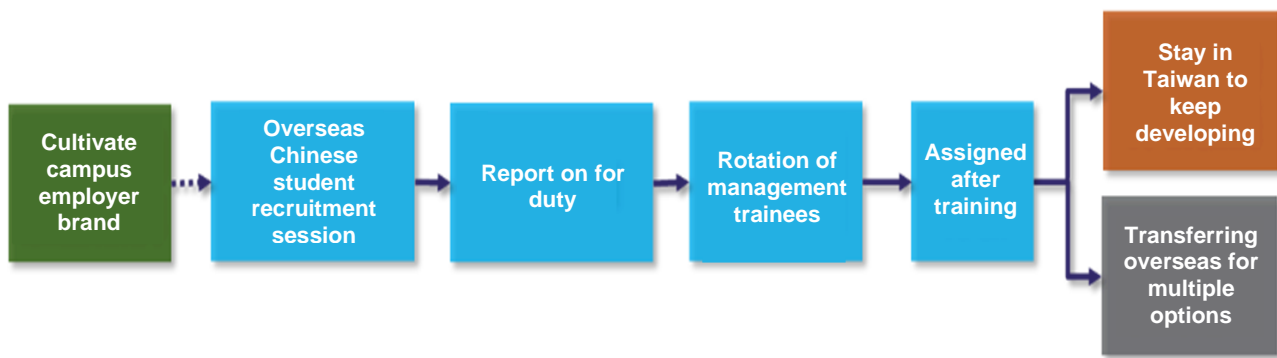 Cultivate
campus
employer
brand
Overseas
Chinese
student
recruitment
session
Report on for
duty
Rotation of
management
trainees
Assigned
after
training
Stay in
Taiwan to
keep
developing
Transferring
overseas for
multiple
options